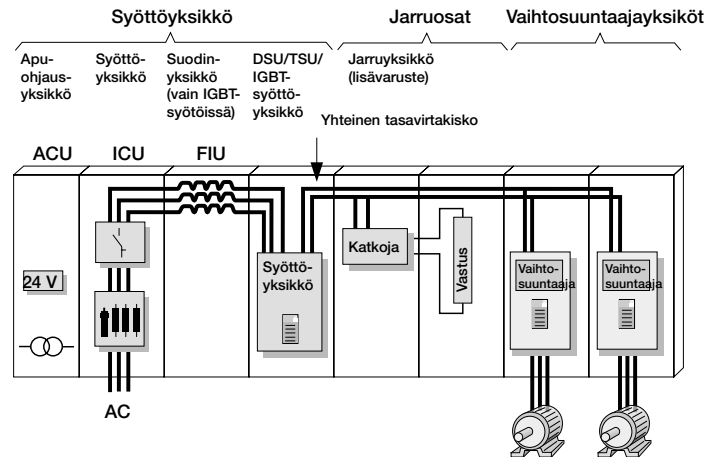 Syöttöyksikkö
Jarruosat
Vaihtosuuntaajayksiköt
Apu-
ohjaus-
yksikkö
Syöttö-
yksikkö
Suodin-
yksikkö
(vain IGBT-
syötöissä)
DSU/TSU/
IGBT-
syöttö-
yksikkö
Jarruyksikkö
(lisävaruste)
Yhteinen tasavirtakisko
ACU
ICU
FIU
24 V
Syöttö-
yksikkö
Katkoja
Vastus
Vaihto-
suuntaaja
Vaihto-
suuntaaja
AC